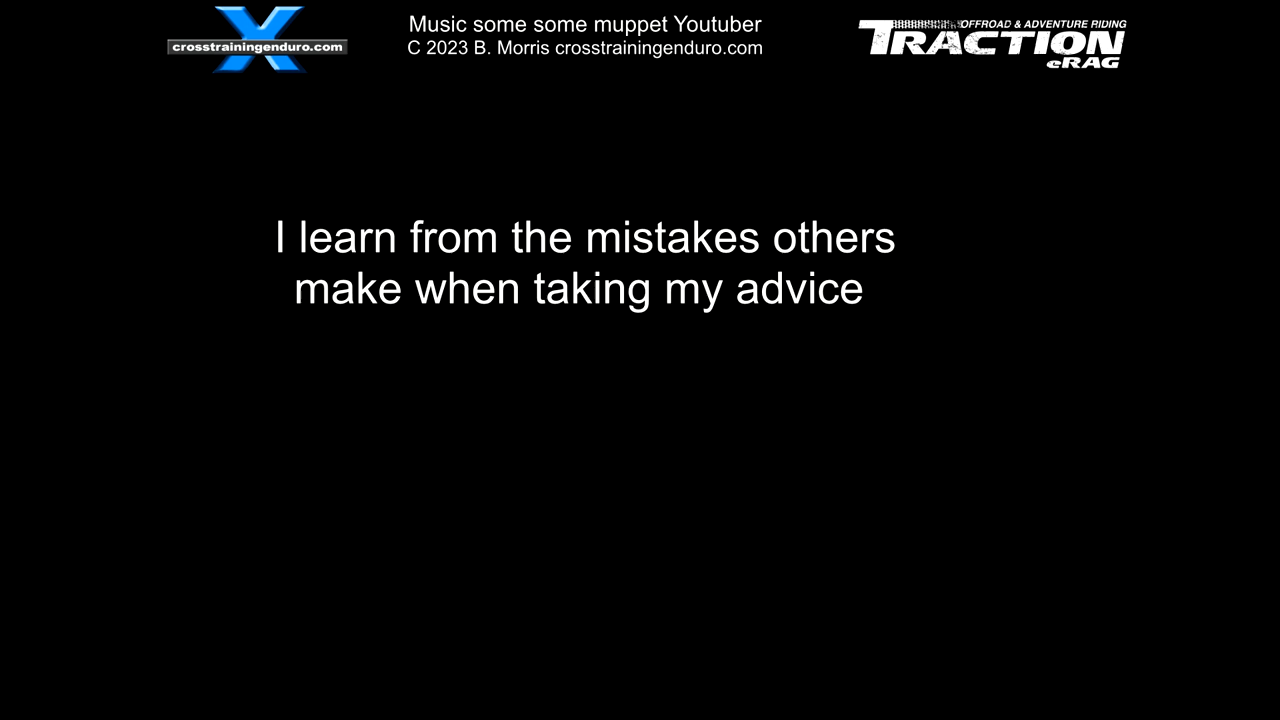 crosstrainingenduro.com
Music some some muppet Youtuber
C 2023 B. Morris crosstrainingenduro.com
OFFROAD & ADVENTURE RIDING
TRACTION
eRAG
I learn from the mistakes others
make when taking my advice